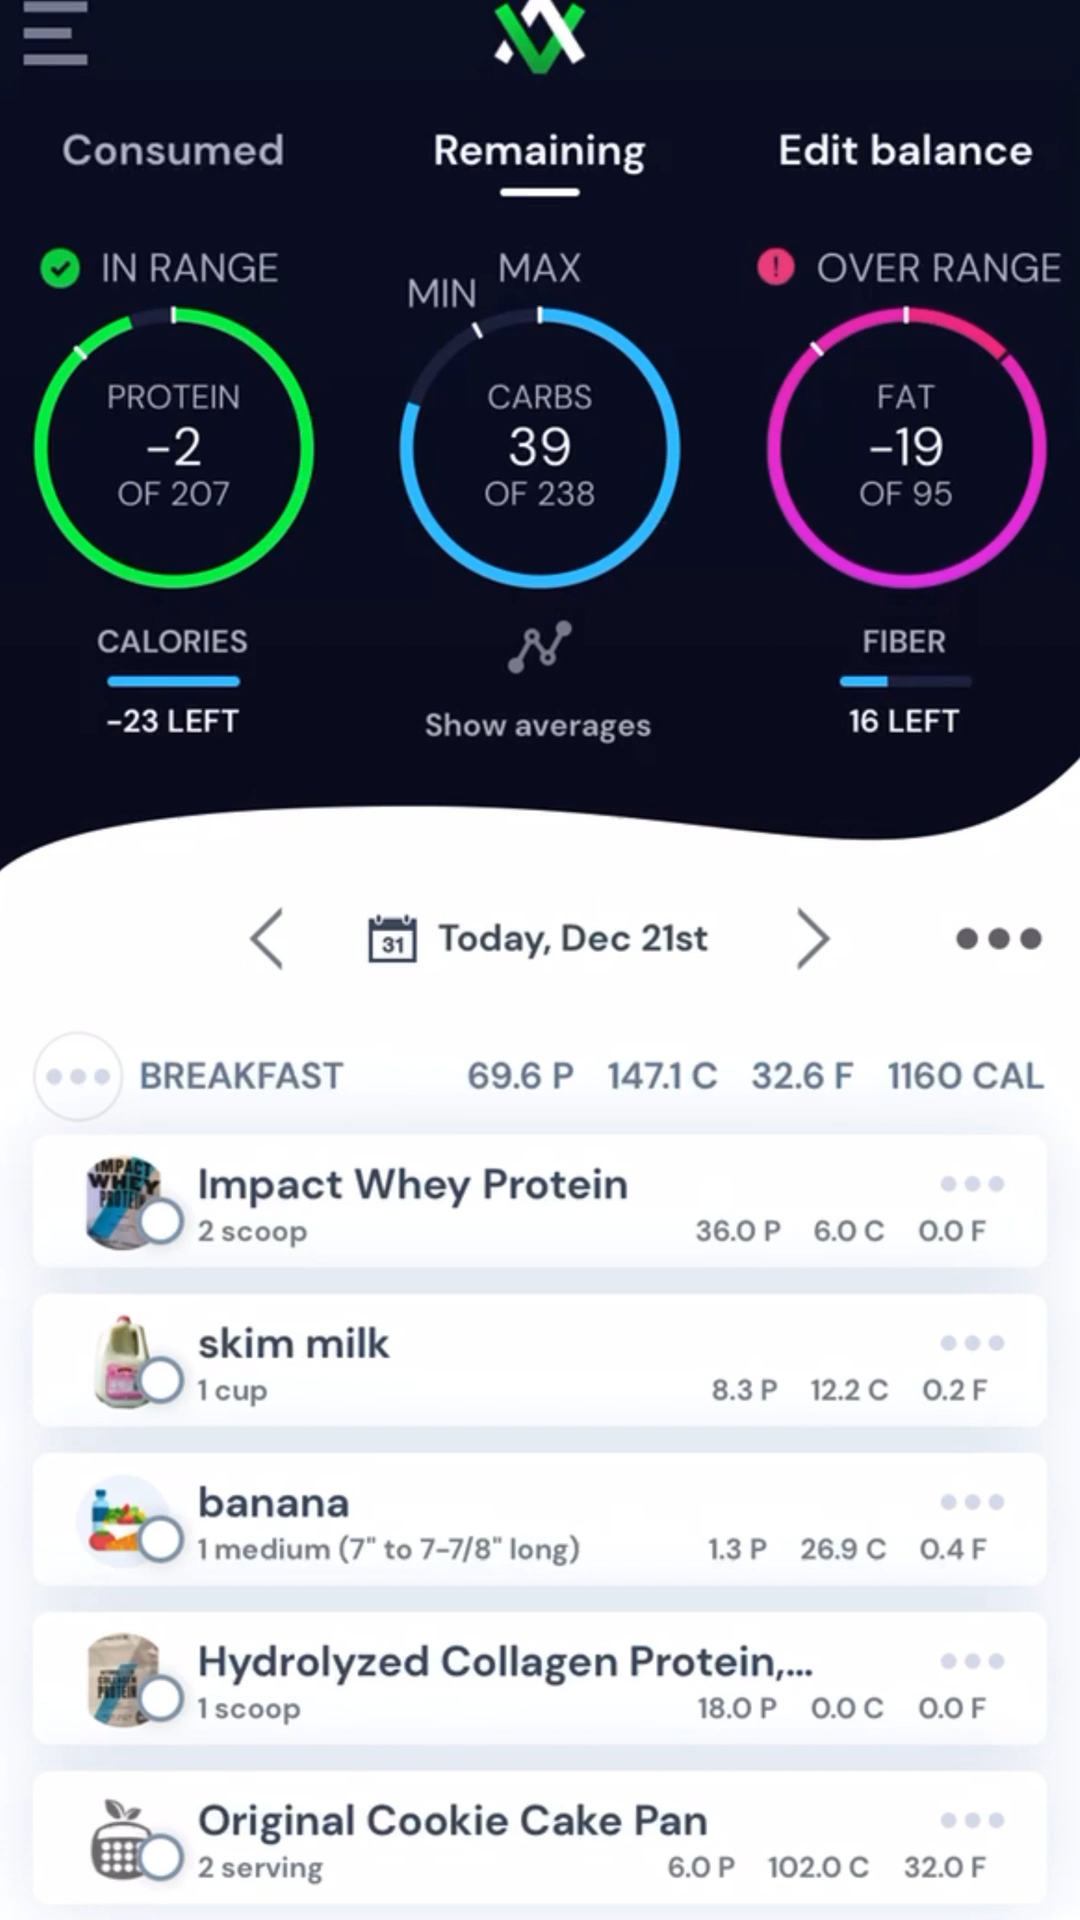 Consumed
Remaining
Edit balance
IN RANGE
MIN
MAX
OVER RANGE
PROTEIN
-2
OF 207
CARBS
39
OF 238
FAT
-19
OF 95
CALORIES
-23 LEFT
Show averages
FIBER
16 LEFT
31
Today, Dec 21st
BREAKFAST 69.6 P 147.1 C 32.6 F 1160 CAL
IMPACT
WHEY
PROTEIN
Impact Whey Protein
2 scoop 36.0 P 6.0 C 0.0 F
skim milk
1 cup 8.3 P 12.2 C 0.2 F
banana
1 medium (7" to 7-7/8" long) 1.3 P 26.9 C 0.4 F
COLLAGEN
PROTEIN
Hydrolyzed Collagen Protein,...
1 scoop 18.0 P 0.0 C 0.0 F
Original Cookie Cake Pan
2 serving 6.0 P 102.0 C 32.0 F